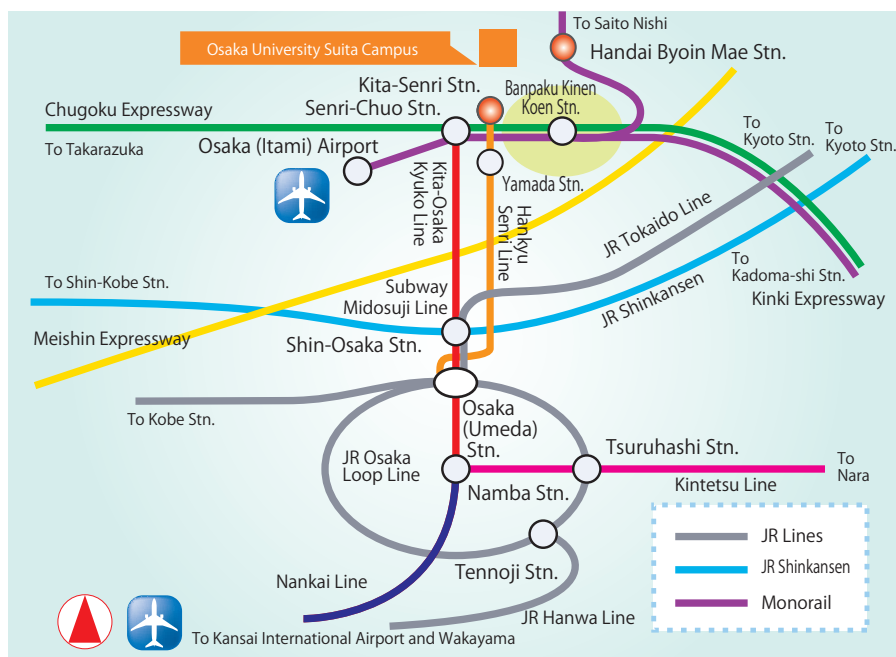 To Saito Nishi
Osaka University Suita Campus
Handai Byoin Mae Stn.
Kita-Senri Stn.
Banpaku Kinen
Koen Stn.
Senri-Chuo Stn.
Chugoku Expressway
To Takarazuka
Osaka (Itami) Airport
To
Kyoto Stn.
To
Kyoto Stn.
Yamada Stn.
Kita-Osaka
Kyuko Line
Hankyu
Senri Line
JR Tokaido Line
To
Kadoma-shi Stn.
Kinki Expressway
JR Shinkansen
To Shin-Kobe Stn.
Subway
Midosuji Line
Meishin Expressway
Shin-Osaka Stn.
To Kobe Stn.
Osaka
(Umeda)
Stn.
JR Osaka
Loop Line
Tsuruhashi Stn.
To
Nara
Kintetsu Line
Namba Stn.
Tennoji Stn.
Nankai Line
JR Hanwa Line
To Kansai International Airport and Wakayama
JR Lines
JR Shinkansen
Monorail